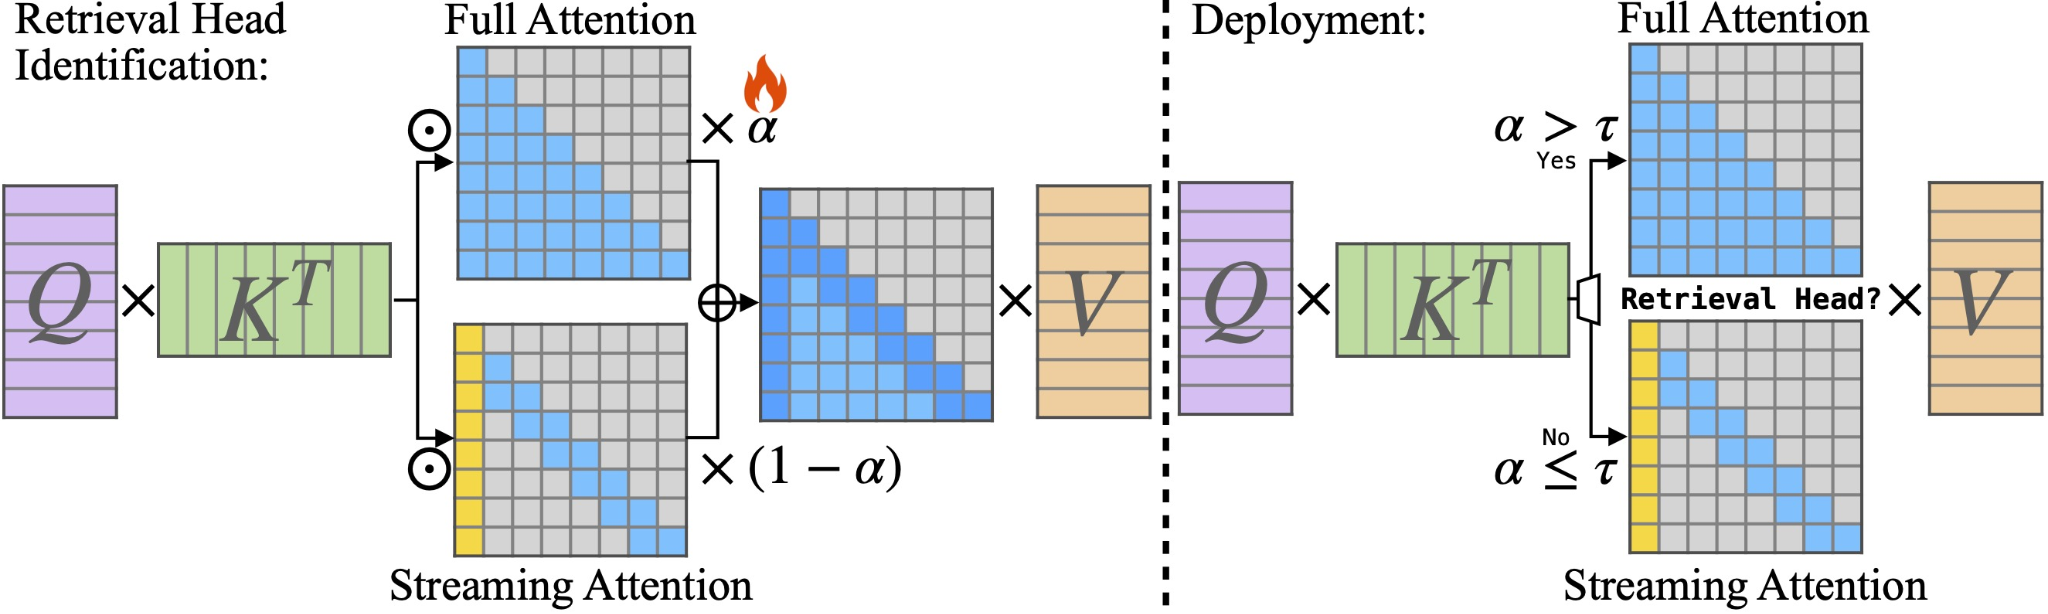 Retrieval Head
Identification:
Full Attention
× α
Q
×
K^T
⊙
⊙
⊕
×
V
× (1 − α)
Streaming Attention
Deployment:
Full Attention
α > τ
Yes
Q
×
K^T
Retrieval Head?
×
V
No
α ≤ τ
Streaming Attention